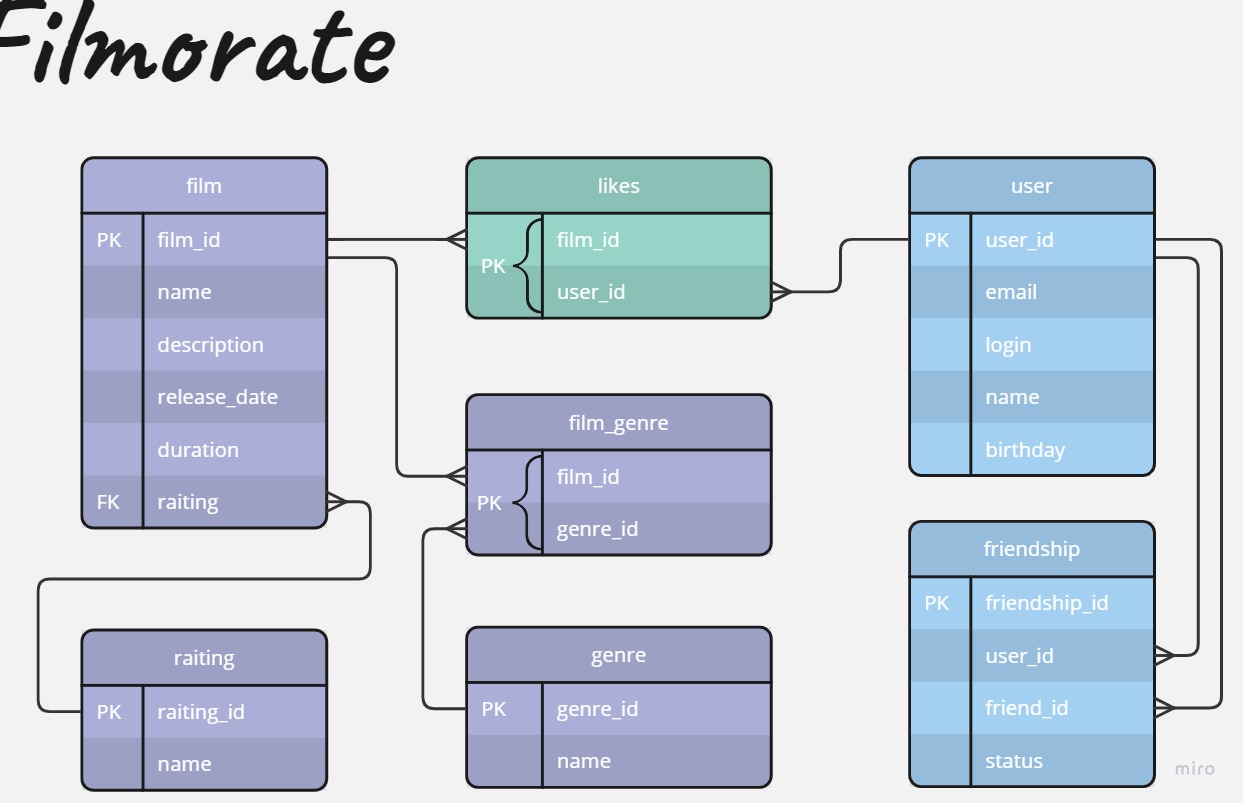 Filmorate
film
PK film_id
name
description
release_date
duration
FK raiting
likes
PK
film_id
user_id
user
PK user_id
email
login
name
birthday
film_genre
PK
film_id
genre_id
friendship
PK friendship_id
user_id
friend_id
status
raiting
PK raiting_id
name
genre
PK genre_id
name
miro